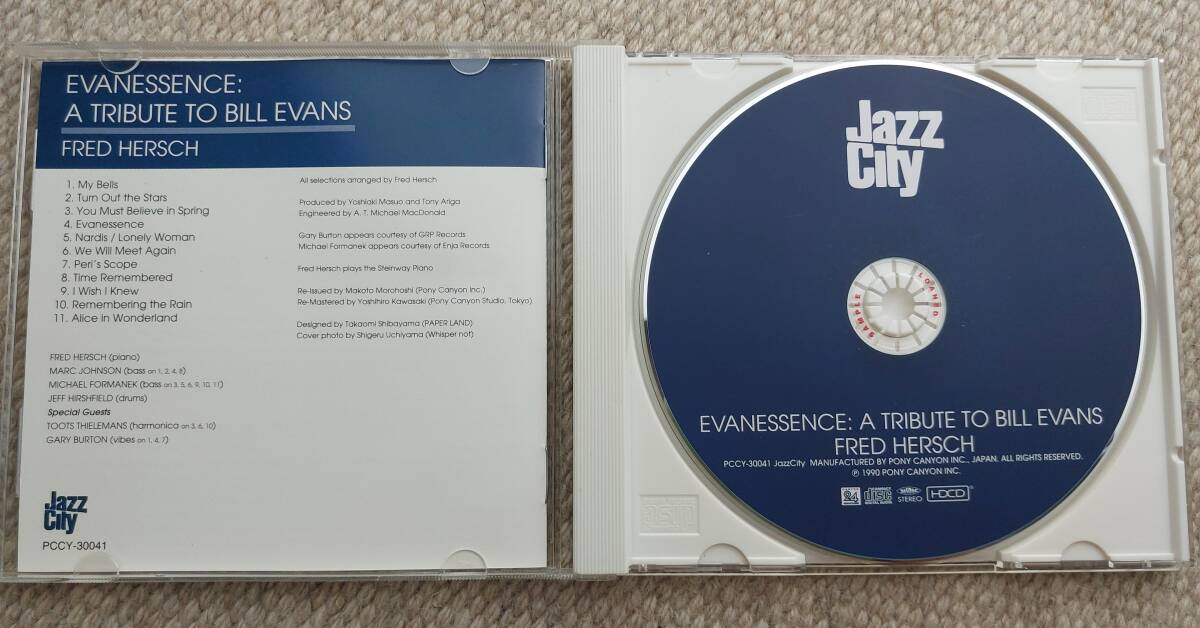 EVANESSENCE:
A TRIBUTE TO BILL EVANS
FRED HERSCH
1. My Bells
2. Turn Out the Stars
3. You Must Believe in Spring
4. Evanessence
5. Nardis / Lonely Woman
6. We Will Meet Again
7. Peri's Scope
8. Time Remembered
9. I Wish I Knew
10. Remembering the Rain
11. Alice in Wonderland
FRED HERSCH (piano)
MARC JOHNSON (bass on 1, 2, 4, 8)
MICHAEL FORMANEK (bass on 3, 5, 6, 9, 10, 11)
JEFF HIRSHFIELD (drums)
Special Guests
TOOTS THIELEMANS (harmonica on 3, 6, 10)
GARY BURTON (vibes on 1, 4, 7)
Jazz
City
PCCY-30041
All selections arranged by Fred Hersch
Produced by Yoshiaki Masuo and Tony Ariga
Engineered by A. T. Michael MacDonald
Gary Burton appears courtesy of GRP Records
Michael Formanek appears courtesy of Enja Records
Fred Hersch plays the Steinway Piano
Re-Issued by Makoto Morohoshi (Pony Canyon Inc.)
Re-Mastered by Yoshihiro Kawasaki (Pony Canyon Studio, Tokyo)
Designed by Takaomi Shibayama (PAPER LAND)
Cover photo by Shigeru Uchiyama (Whisper not)
Jazz
City
SAMPLE LOANED
EVANESSENCE: A TRIBUTE TO BILL EVANS
FRED HERSCH
PCCY-30041 JazzCity MANUFACTURED BY PONY CANYON INC., JAPAN. ALL RIGHTS RESERVED.
℗ 1990 PONY CANYON INC.
24 COMPACT disc DIGITAL AUDIO STEREO HDCD